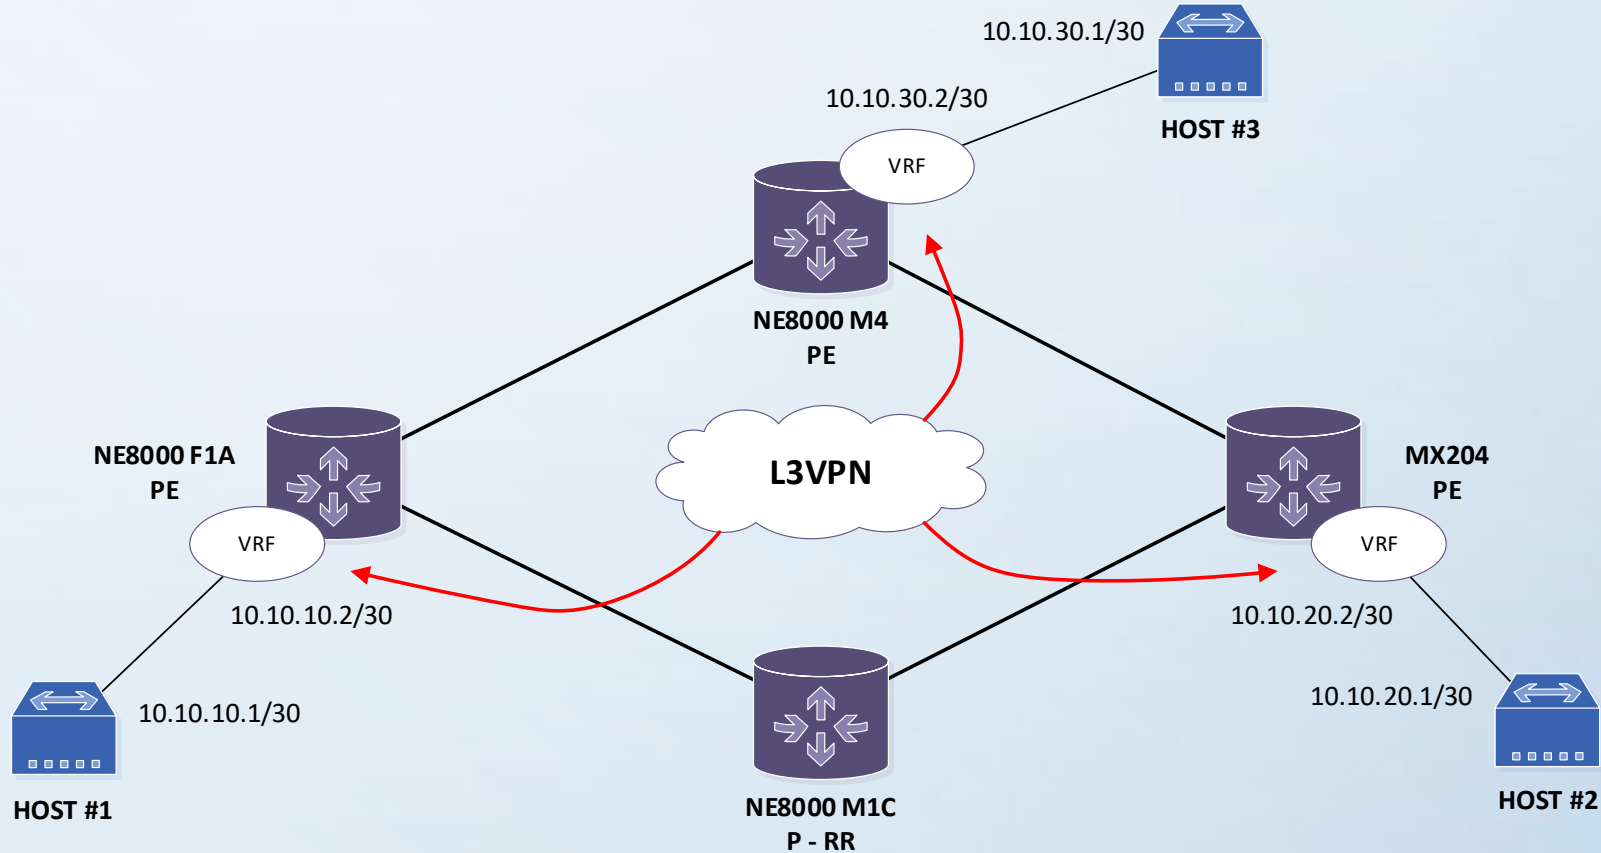 10.10.30.1/30
10.10.30.2/30
HOST #3
VRF
NE8000 M4
PE
NE8000 F1A
PE
L3VPN
MX204
PE
VRF
VRF
10.10.10.2/30
10.10.20.2/30
10.10.10.1/30
10.10.20.1/30
HOST #1
NE8000 M1C
P - RR
HOST #2